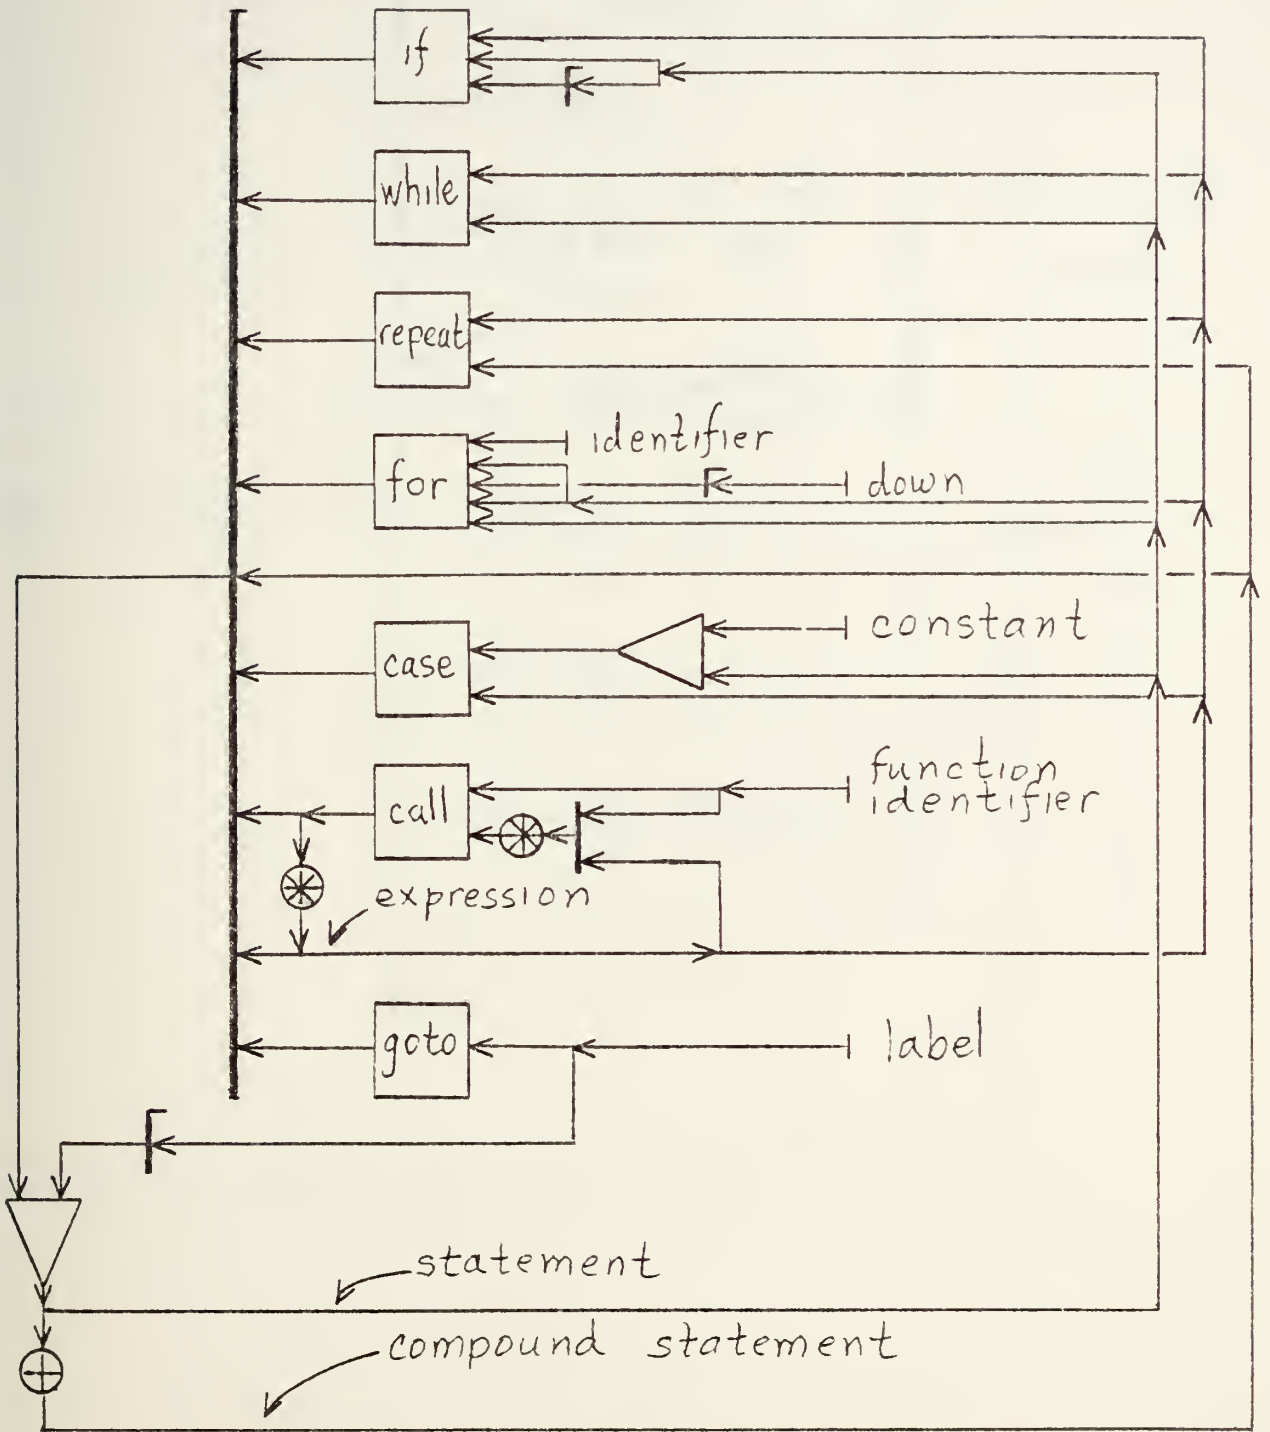 if
while
repeat
identifier
for
down
constant
case
function
identifier
call
expression
goto
label
statement
compound statement